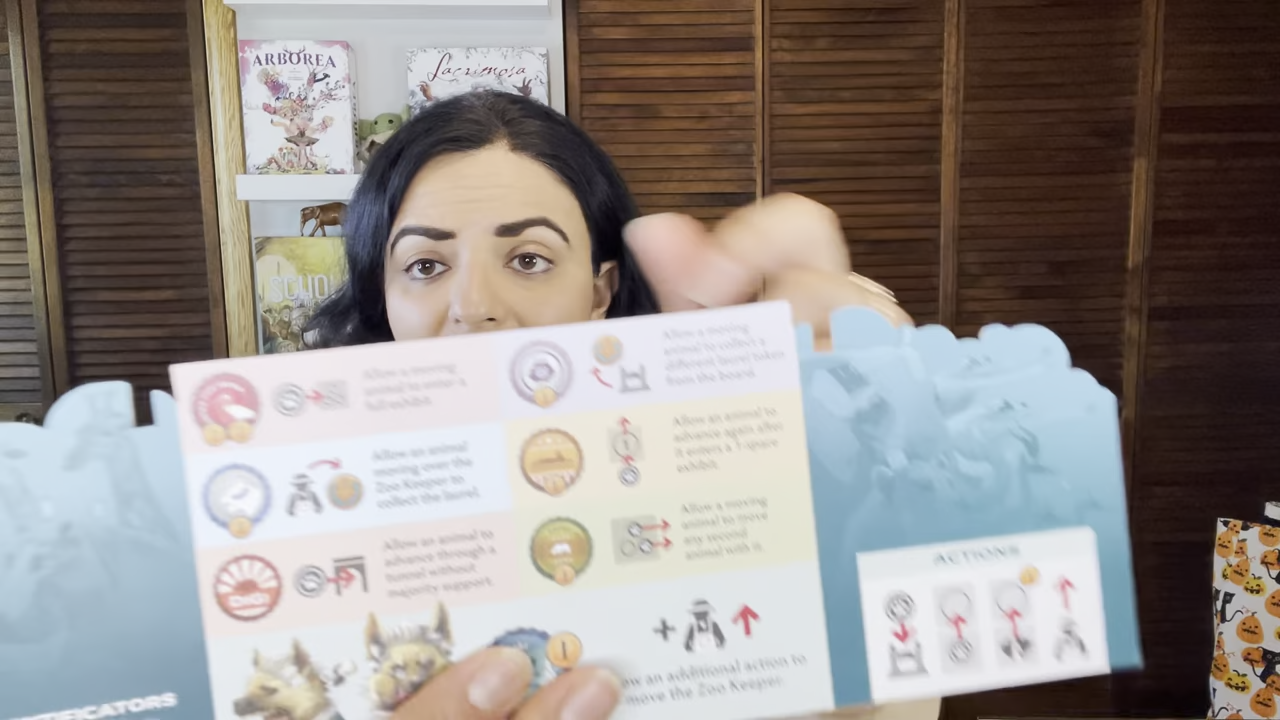 ARBOREA
Lacrimosa
SCHO
Allow a moving
animal to enter a
full exhibit.
Allow a moving
animal to collect a
different laurel token
from the board.
Allow an animal
moving over the
Zoo Keeper to
collect the laurel.
Allow an animal to
advance again after
it enters a 1-space
exhibit.
Allow an animal to
advance through a
tunnel without
majority support.
Allow a moving
animal to move
any second
animal with it.
an additional action to
move the Zoo Keeper.
ACTIONS